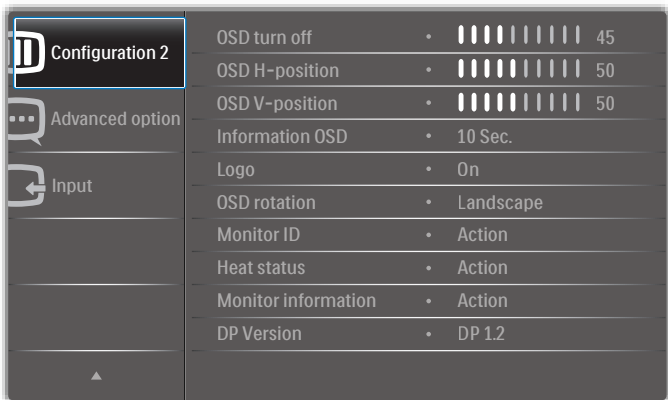 Configuration 2
Advanced option
Input
OSD turn off • 45
OSD H-position • 50
OSD V-position • 50
Information OSD • 10 Sec.
Logo • On
OSD rotation • Landscape
Monitor ID • Action
Heat status • Action
Monitor information • Action
DP Version • DP 1.2